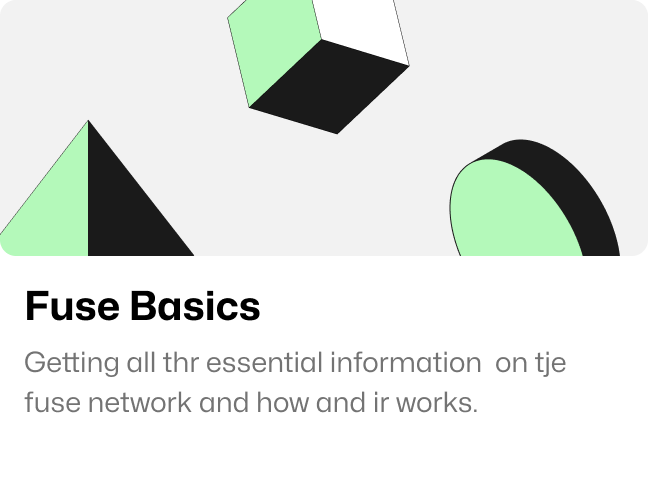 Fuse Basics
Getting all thr essential information  on tje
fuse network and how and ir works.